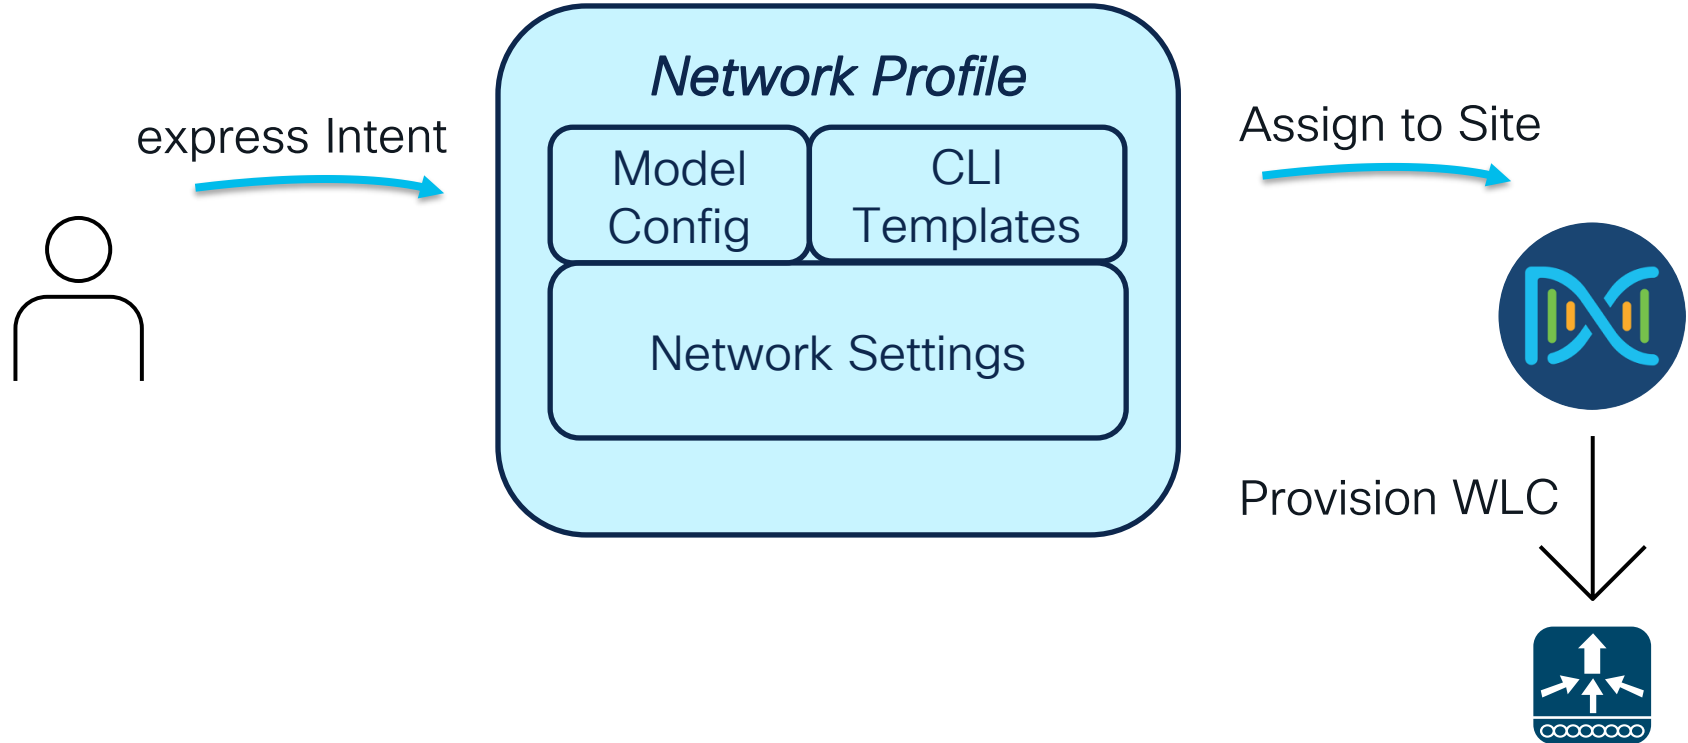 Network Profile
express Intent
Assign to Site
Model
Config
CLI
Templates
Network Settings
Provision WLC